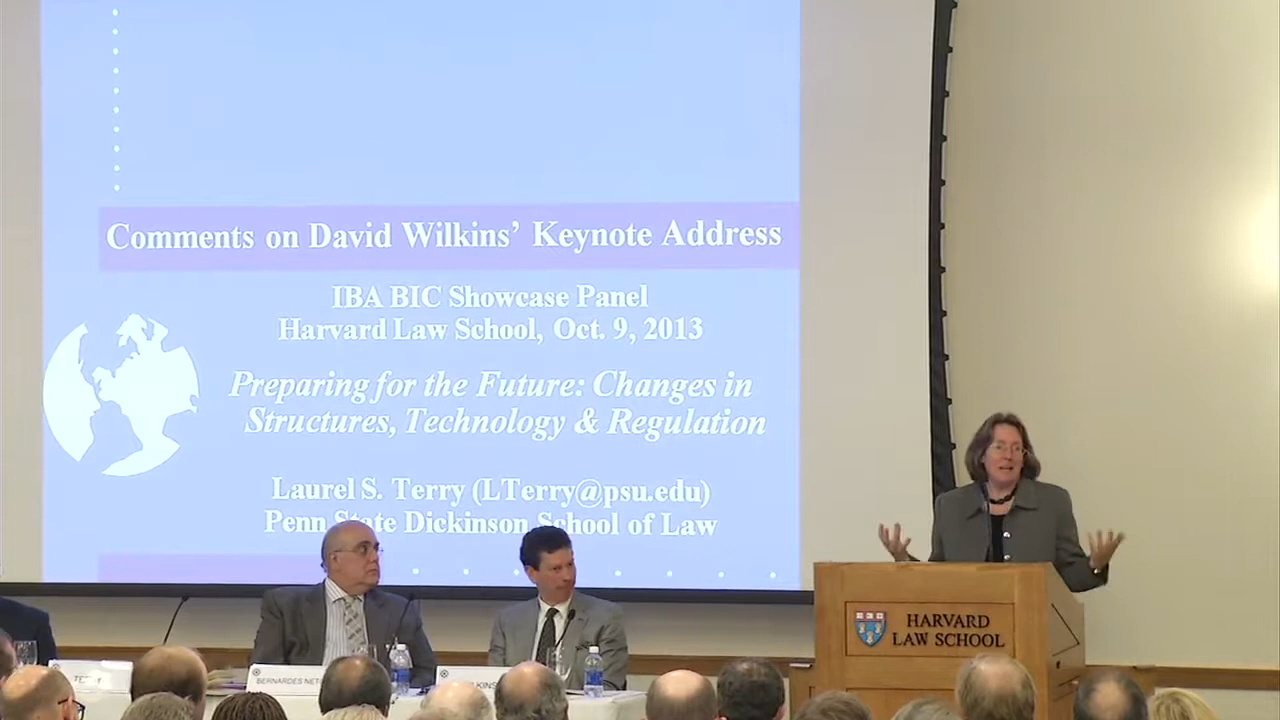 Comments on David Wilkins' Keynote Address
IBA BIC Showcase Panel
Harvard Law School, Oct. 9, 2013
Preparing for the Future: Changes in
Structures, Technology & Regulation
Laurel S. Terry (LTerry@psu.edu)
Penn State Dickinson School of Law
HARVARD
LAW SCHOOL
BERNARDES NET